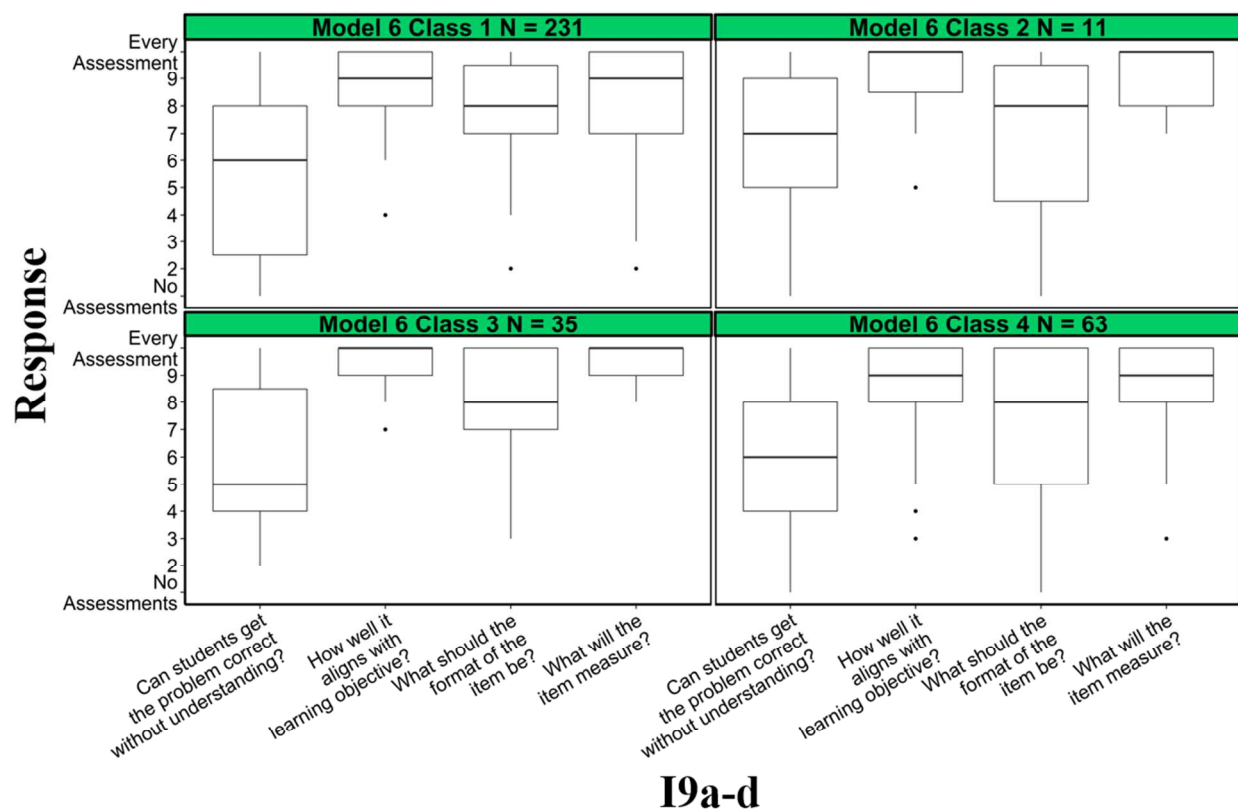 Model 6 Class 1 N = 231
Model 6 Class 2 N = 11
Every
Assessment
9
8
7
6
5
4
3
2
No
Assessments
Model 6 Class 3 N = 35
Model 6 Class 4 N = 63
Every
Assessment
9
8
7
6
5
4
3
2
No
Assessments
Response
Can students get
the problem correct
without understanding?
How well it
aligns with
learning objective?
What should the
format of the
item be?
What will the
item measure?
Can students get
the problem correct
without understanding?
How well it
aligns with
learning objective?
What should the
format of the
item be?
What will the
item measure?
I9a-d